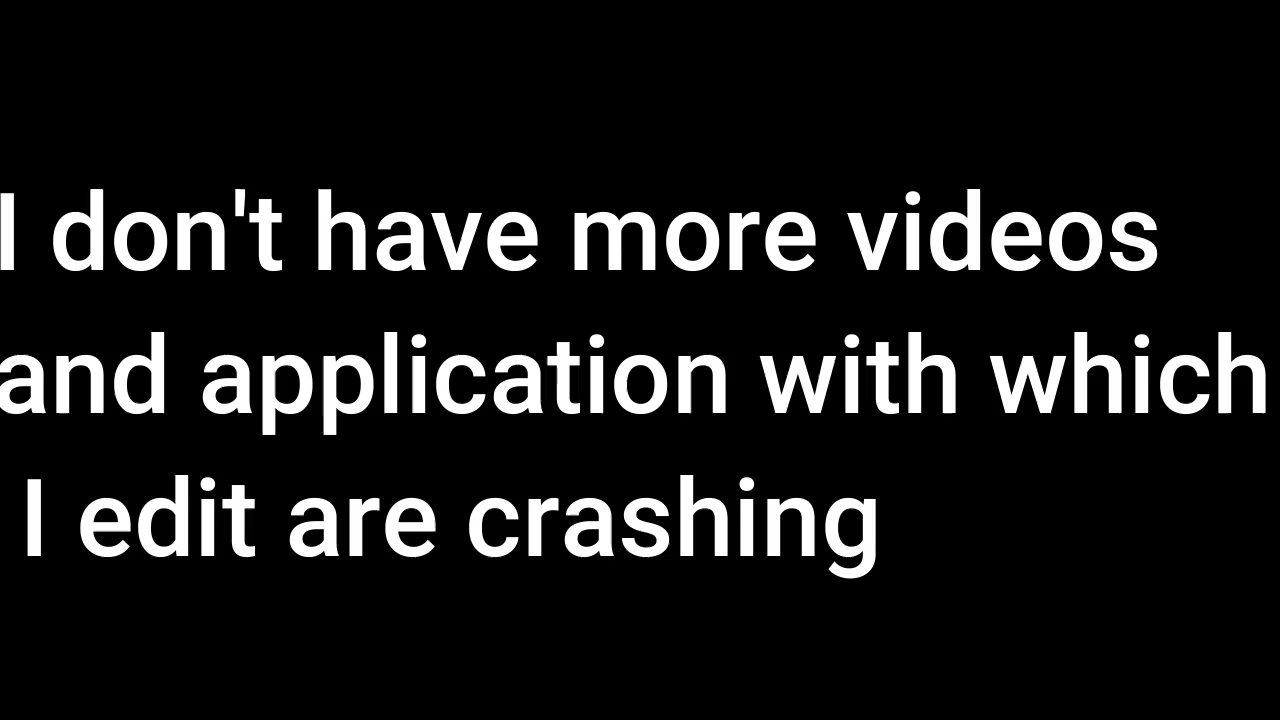 I don't have more videos
and application with which
I edit are crashing